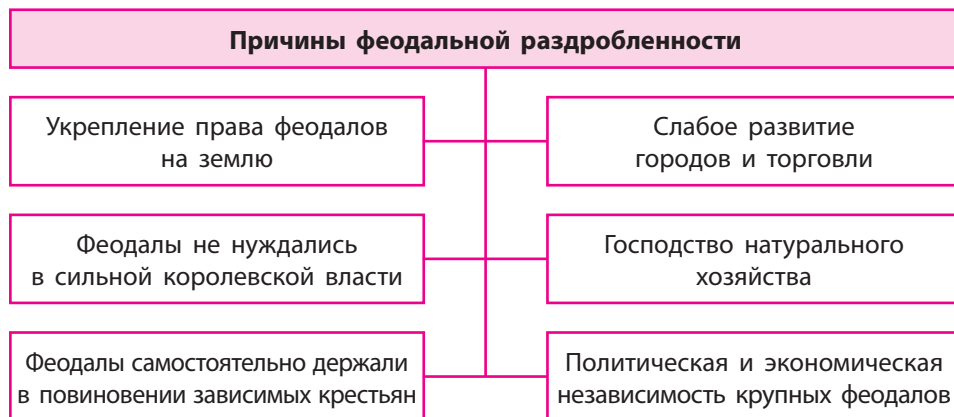 Причины феодальной раздробленности
Укрепление права феодалов
на землю
Слабое развитие
городов и торговли
Феодалы не нуждались
в сильной королевской власти
Господство натурального
хозяйства
Феодалы самостоятельно держали
в повиновении зависимых крестьян
Политическая и экономическая
независимость крупных феодалов